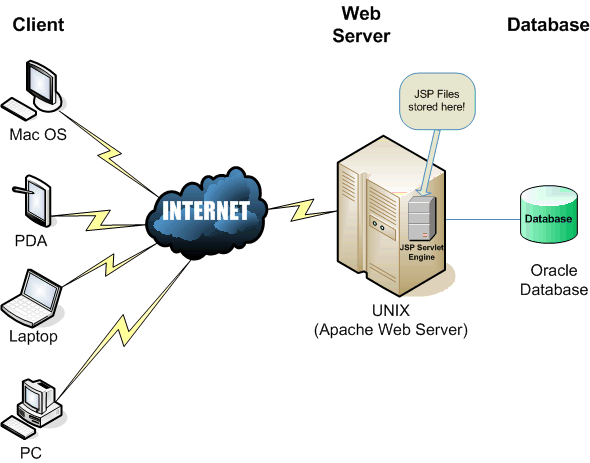 Client
Web
Server
Database
JSP Files
stored here!
Mac OS
INTERNET
PDA
Database
JSP Servlet
Engine
Oracle
Database
Laptop
UNIX
(Apache Web Server)
PC